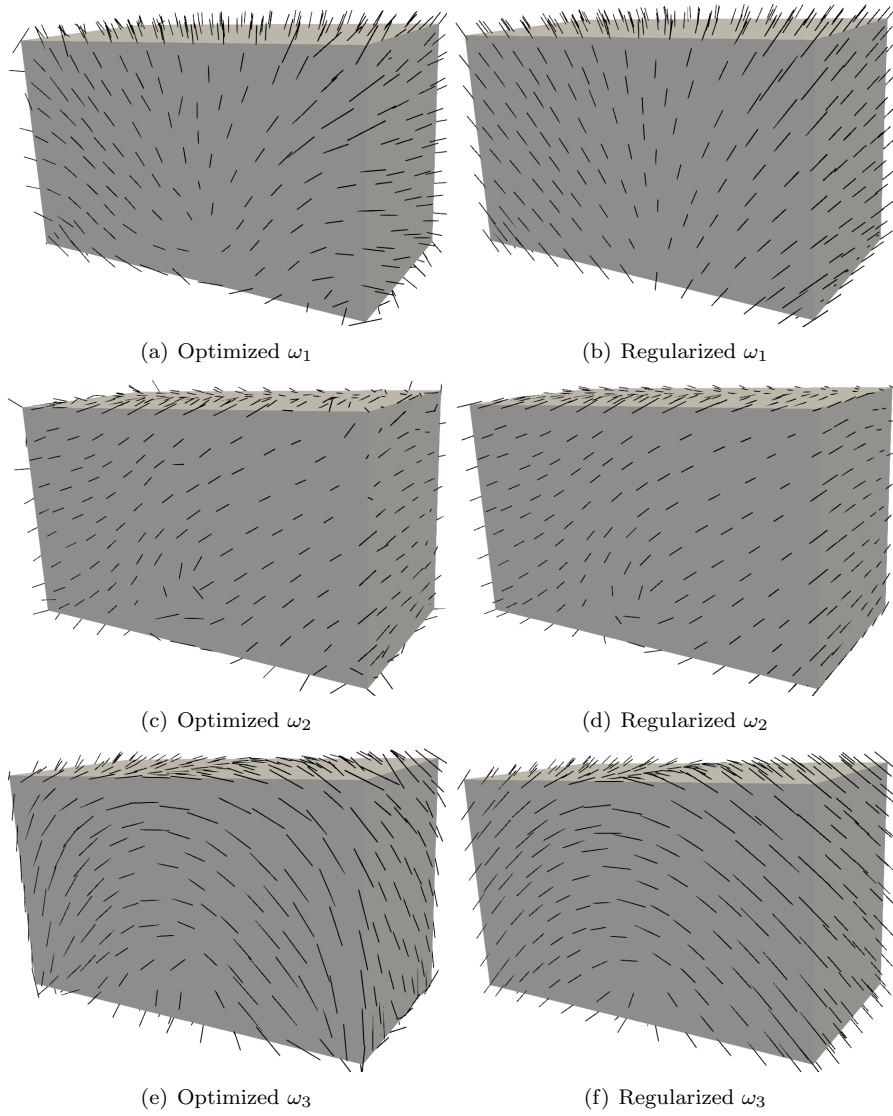 (a) Optimized ω₁
(b) Regularized ω₁
(c) Optimized ω₂
(d) Regularized ω₂
(e) Optimized ω₃
(f) Regularized ω₃